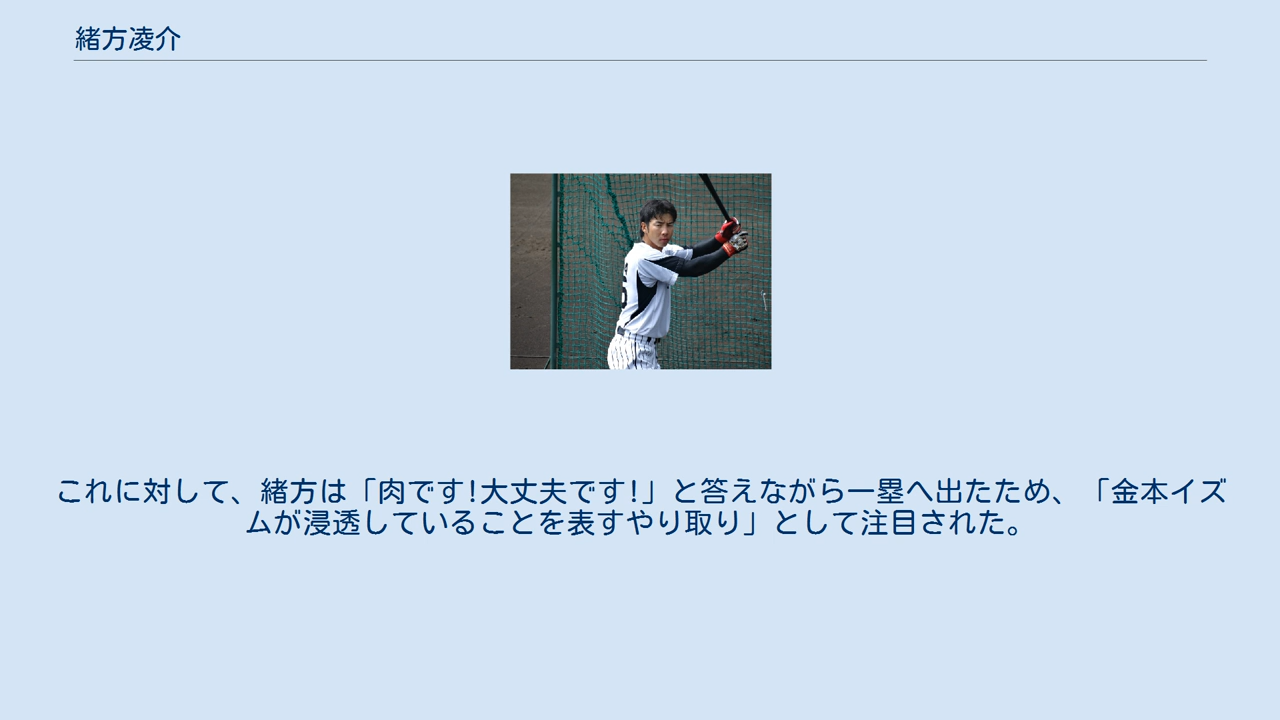 緒方凌介
これに対して、緒方は「肉です!大丈夫です!」と答えながら一塁へ出たため、「金本イズ
ムが浸透していることを表すやり取り」として注目された。